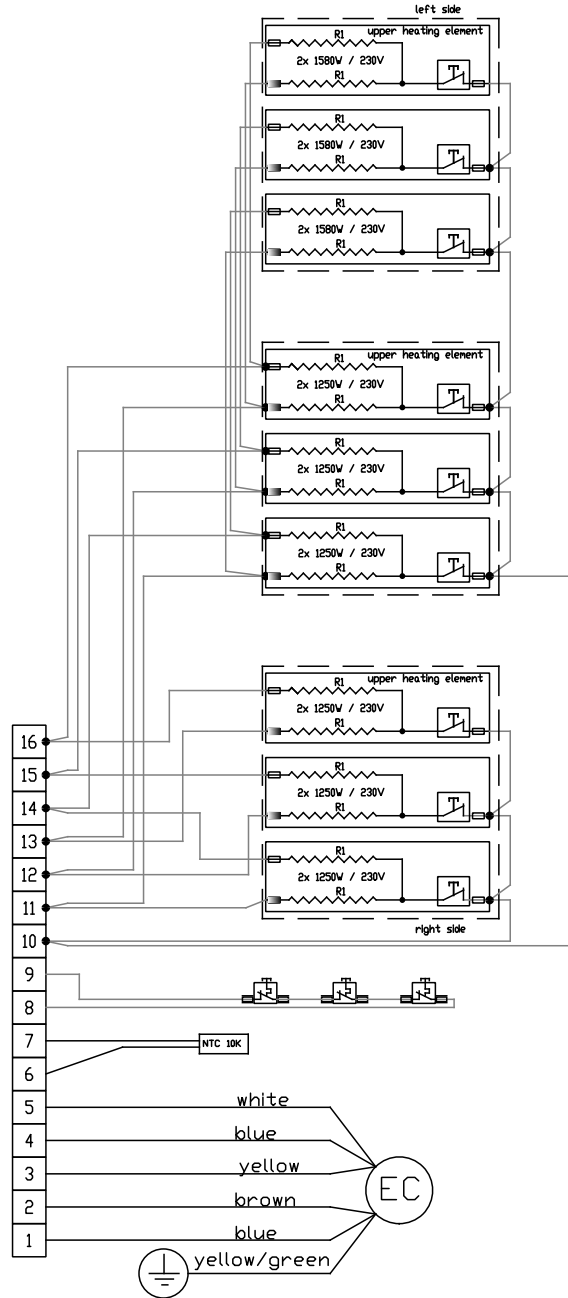 left side
upper heating element
R1
2x 1580W / 230V
R1
R1
2x 1580W / 230V
R1
R1
2x 1580W / 230V
R1
upper heating element
R1
2x 1250W / 230V
R1
R1
2x 1250W / 230V
R1
R1
2x 1250W / 230V
R1
upper heating element
R1
2x 1250W / 230V
R1
R1
2x 1250W / 230V
R1
R1
2x 1250W / 230V
R1
right side
16
15
14
13
12
11
10
9
8
7
NTC 10K
6
5
white
4
blue
3
yellow
EC
2
brown
1
blue
yellow/green